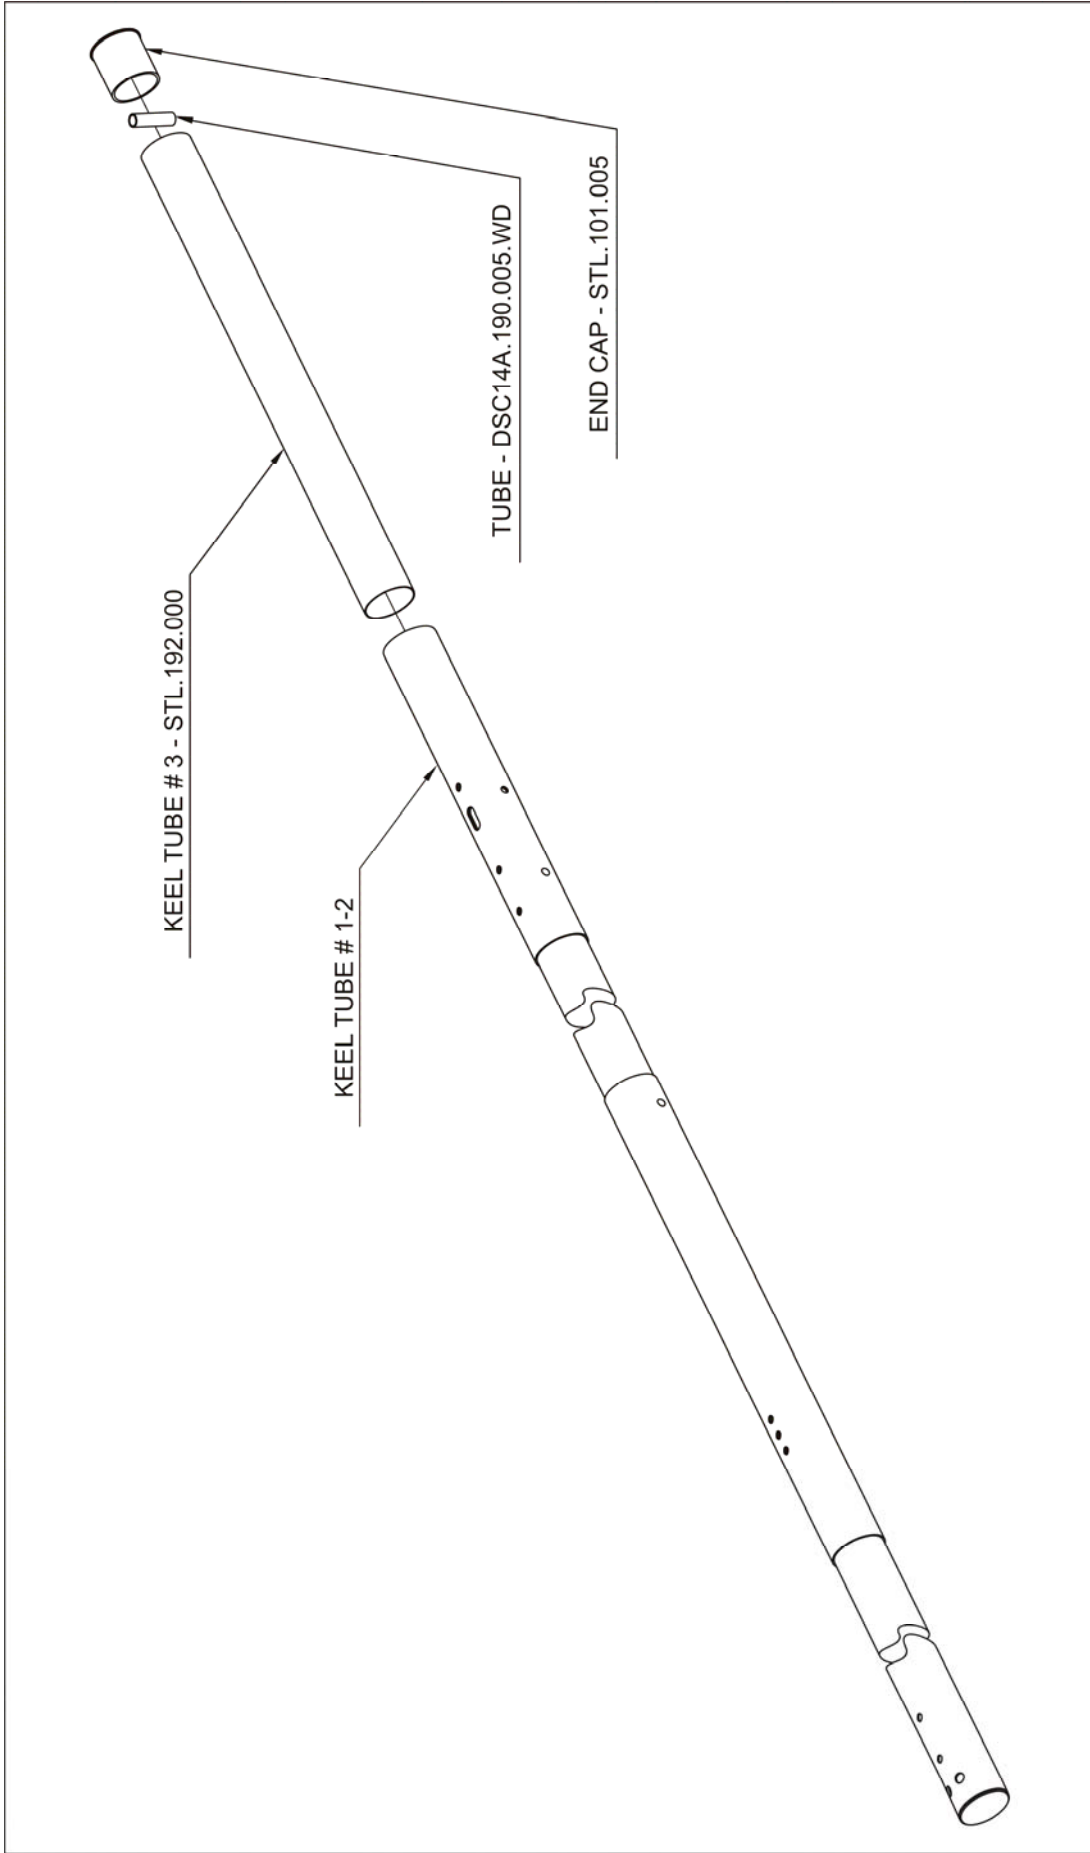 KEEL TUBE # 3 - STL.192.000
KEEL TUBE # 1-2
TUBE - DSC14A.190.005.WD
END CAP - STL.101.005